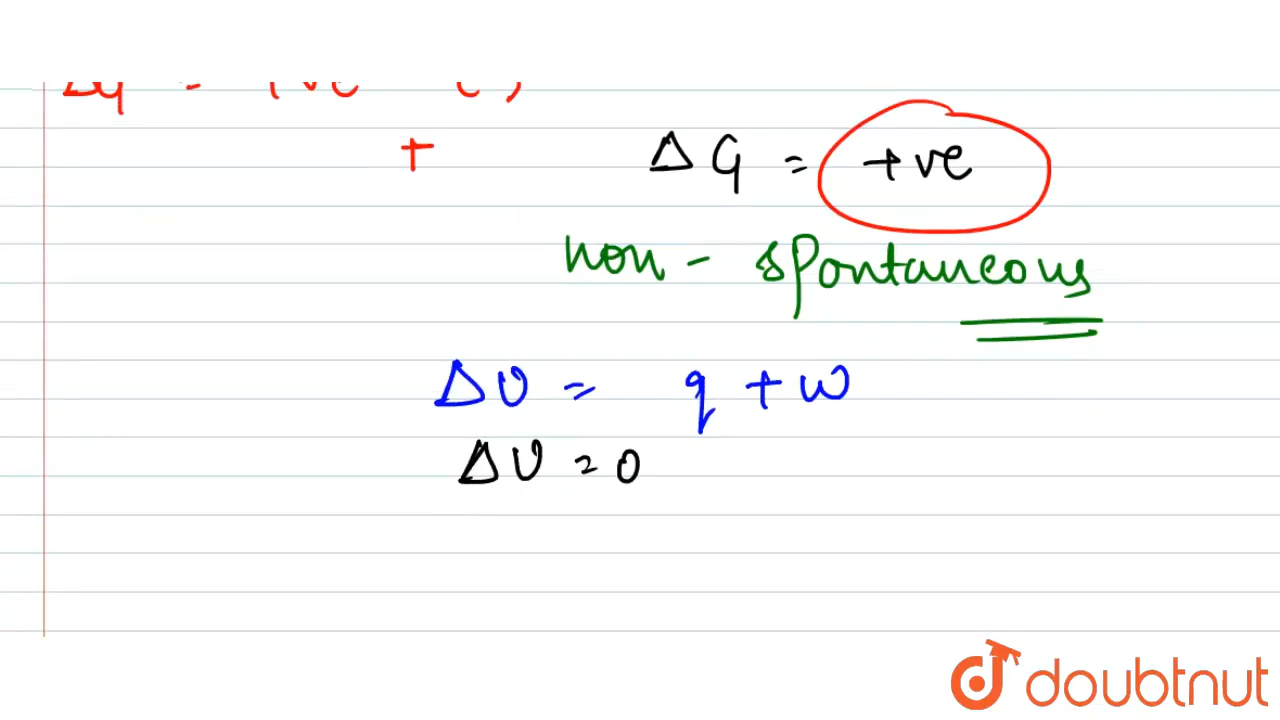 +
ΔG = +ve
non-spontaneous
ΔU = q + w
ΔU = 0
doubtnut